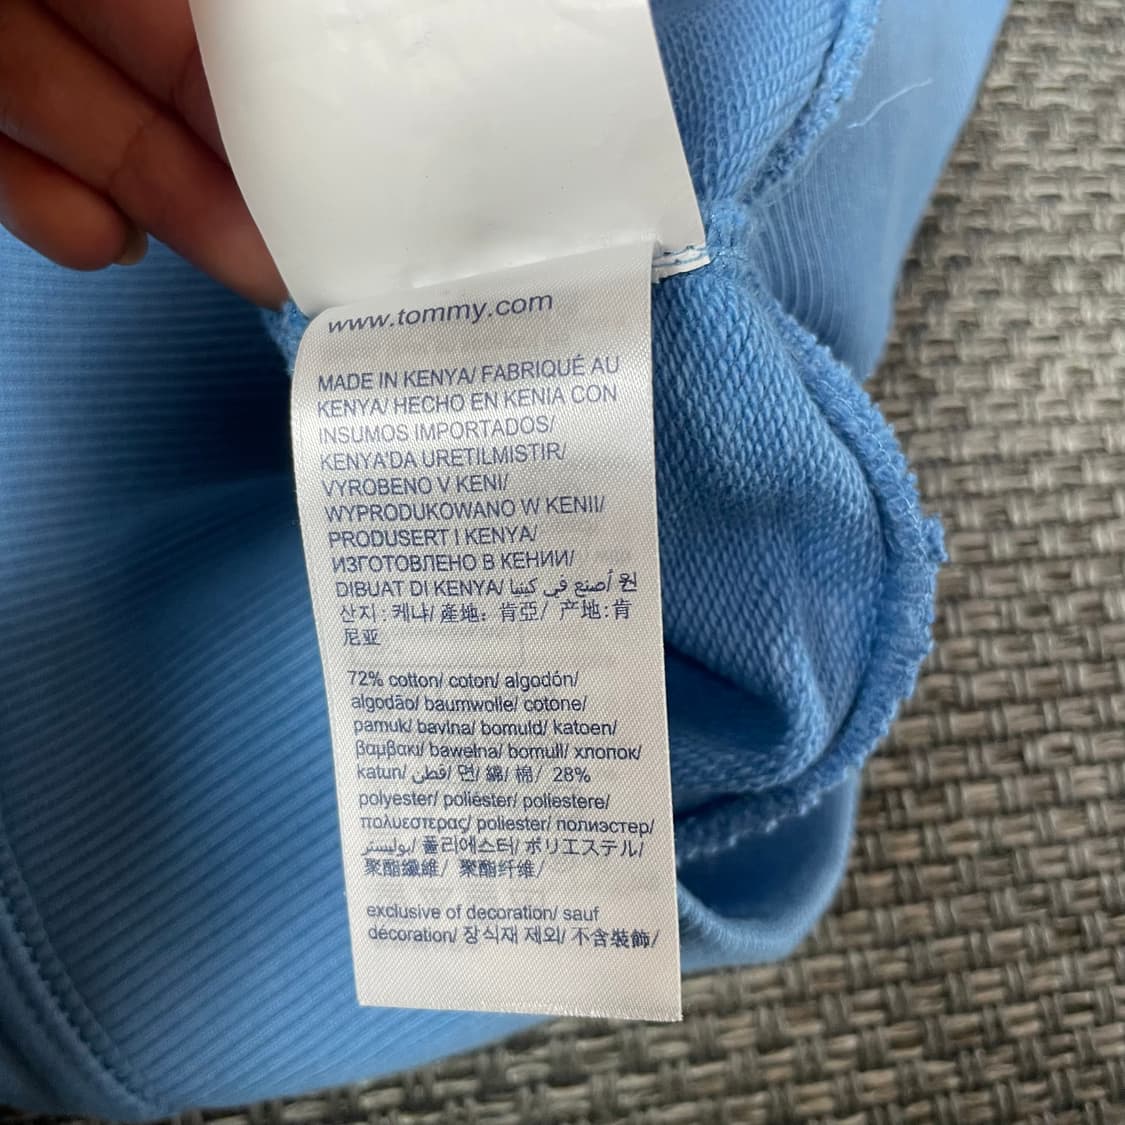 www.tommy.com
MADE IN KENYA/ FABRIQUÉ AU
KENYA/ HECHO EN KENIA CON
INSUMOS IMPORTADOS/
KENYA'DA URETILMISTIR/
VYROBENO V KENI/
WYPRODUKOWANO W KENII/
PRODUSERT I KENYA/
ИЗГОТОВЛЕНО В КЕНИИ/
DIBUAT DI KENYA/ أصنع في كينيا 원
산지: 케냐/ 產地: 肯亞/ 产地:肯
尼亚
72% cotton/ coton/ algodón/
algodão/ baumwolle/ cotone/
pamuk/ bavlna/ bomuld/ katoen/
βαμβακι/ bawełna/ bomull/ хлопок/
katun/ قطن/ 면/ 綿/ 棉/ 28%
polyester/ poliéster/ poliestere/
πολυεστερας/ poliester/ полиэстер/
بوليستر/ 폴리에스터/ ポリエステル/
聚酯纖維/ 聚酯纤维/
exclusive of decoration/ sauf
décoration/ 장식재 제외/ 不含裝飾/